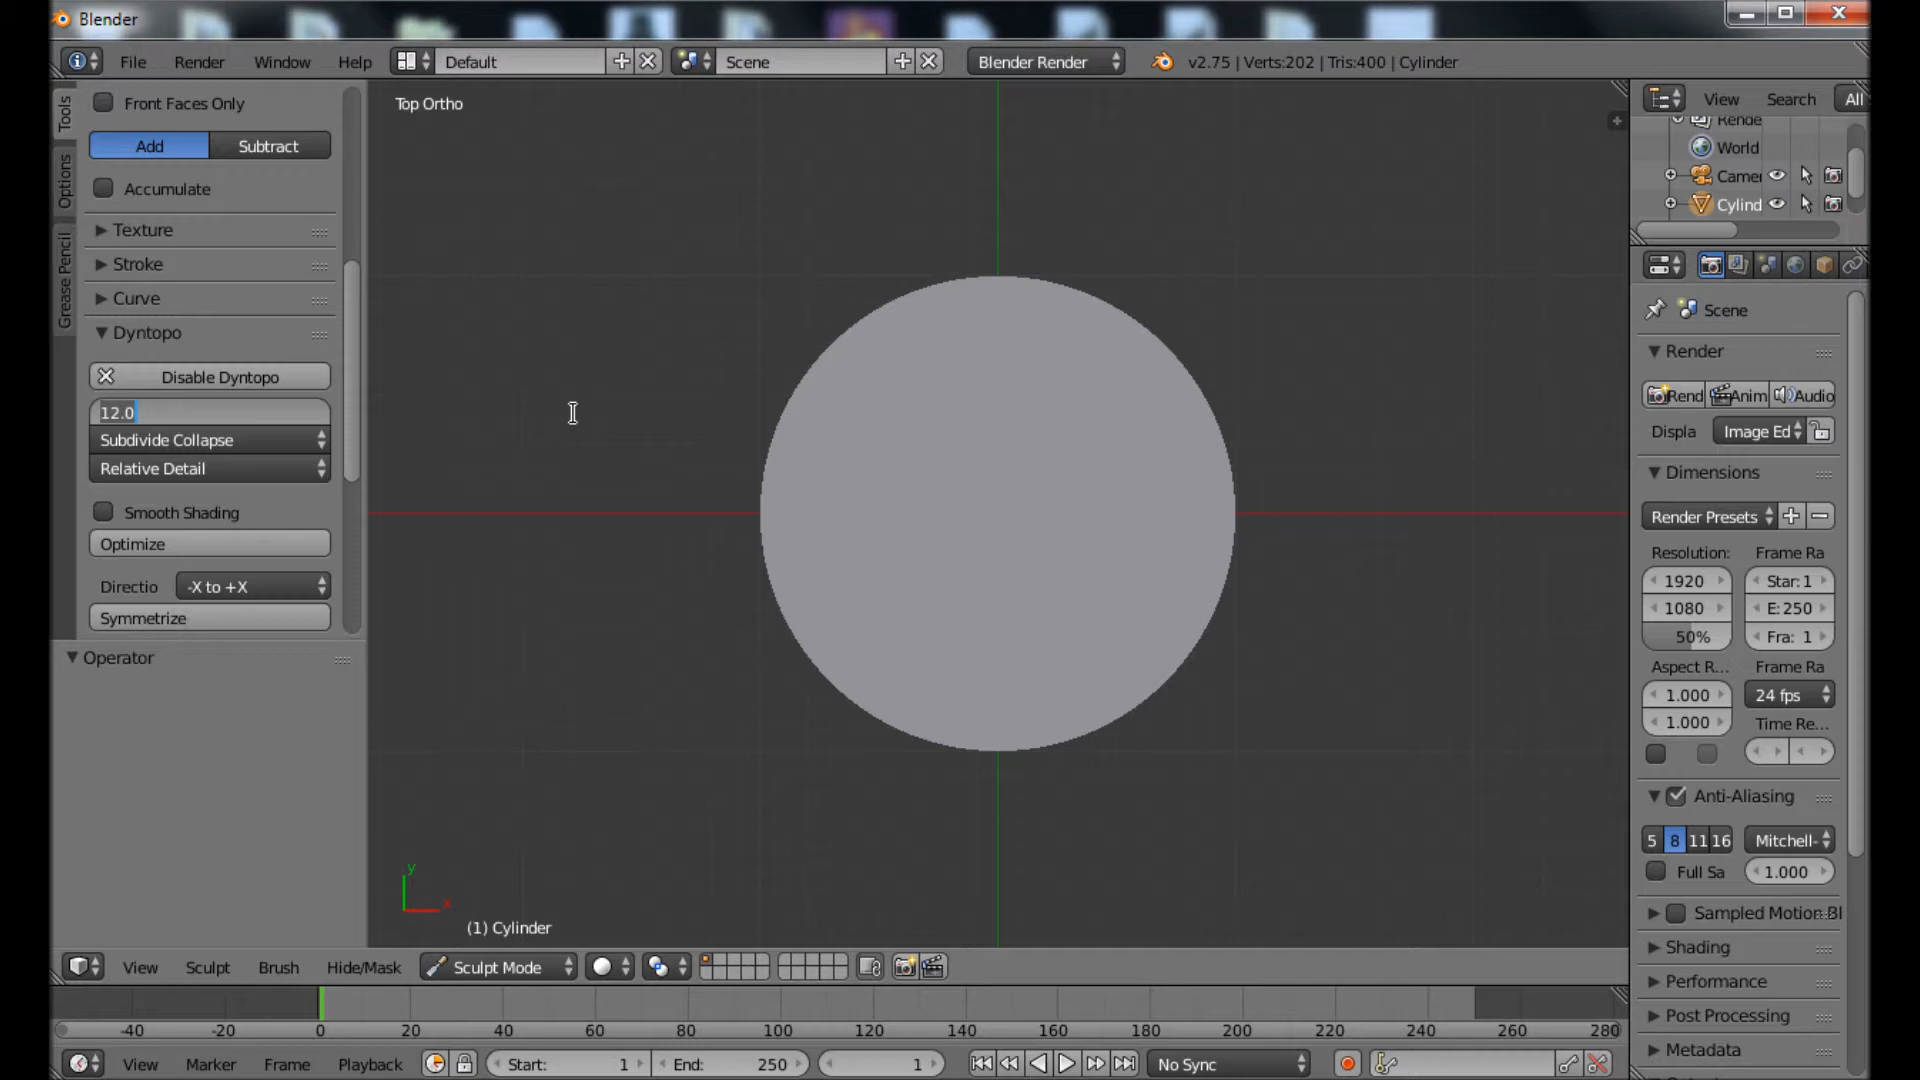 Blender
File Render Window Help Default Scene Blender Render v2.75 | Verts:202 | Tris:400 | Cylinder
Tools
Options
Grease Pencil
Front Faces Only
Add Subtract
Accumulate
Texture
Stroke
Curve
Dyntopo
Disable Dyntopo
12.0
Subdivide Collapse
Relative Detail
Smooth Shading
Optimize
Directio -X to +X
Symmetrize
Operator
Top Ortho
y
x
(1) Cylinder
View Search All
Rende
World
Camer
Cylind
Scene
Render
Rend Anim Audio
Displa Image Ed
Dimensions
Render Presets
Resolution: Frame Ra
1920 Star: 1
1080 E: 250
50% Fra: 1
Aspect R... Frame Ra
1.000 24 fps
1.000 Time Re...
Anti-Aliasing
5 8 11 16 Mitchell-
Full Sa 1.000
Sampled Motion Bl
Shading
Performance
Post Processing
Metadata
View Sculpt Brush Hide/Mask Sculpt Mode
-40 -20 0 20 40 60 80 100 120 140 160 180 200 220 240 260 280
View Marker Frame Playback Start: 1 End: 250 1 No Sync